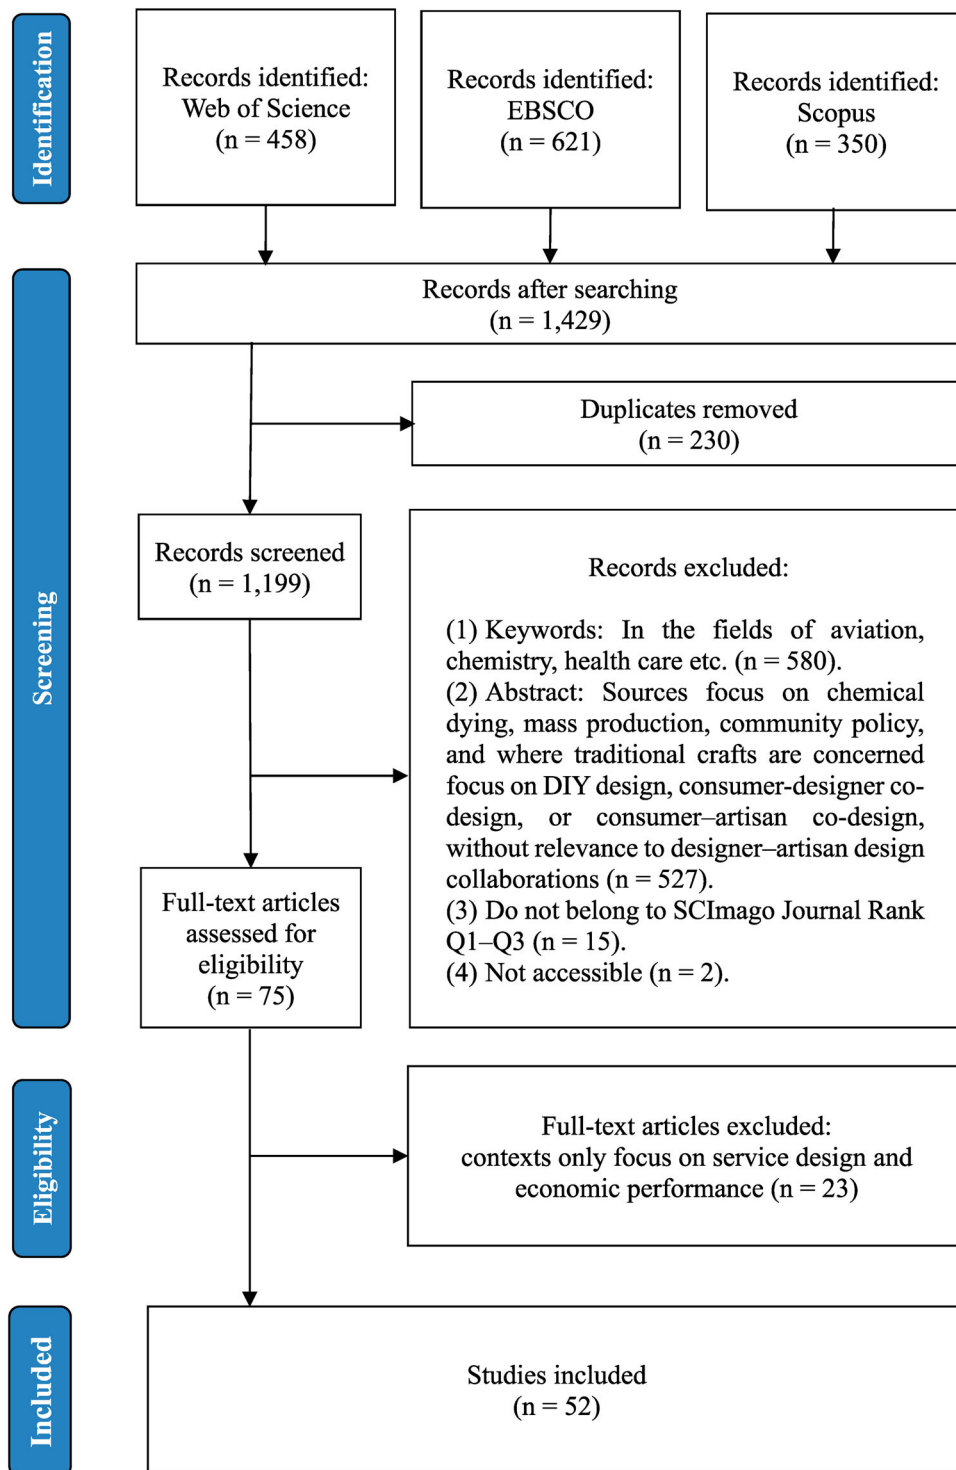 Identification
Records identified:
Web of Science
(n = 458)
Records identified:
EBSCO
(n = 621)
Records identified:
Scopus
(n = 350)
Screening
Records after searching
(n = 1,429)
Duplicates removed
(n = 230)
Records screened
(n = 1,199)
Records excluded:
(1) Keywords: In the fields of aviation,
chemistry, health care etc. (n = 580).
(2) Abstract: Sources focus on chemical
dying, mass production, community policy,
and where traditional crafts are concerned
focus on DIY design, consumer-designer co-
design, or consumer–artisan co-design,
without relevance to designer–artisan design
collaborations (n = 527).
(3) Do not belong to SCImago Journal Rank
Q1–Q3 (n = 15).
(4) Not accessible (n = 2).
Full-text articles
assessed for
eligibility
(n = 75)
Eligibility
Full-text articles excluded:
contexts only focus on service design and
economic performance (n = 23)
Included
Studies included
(n = 52)